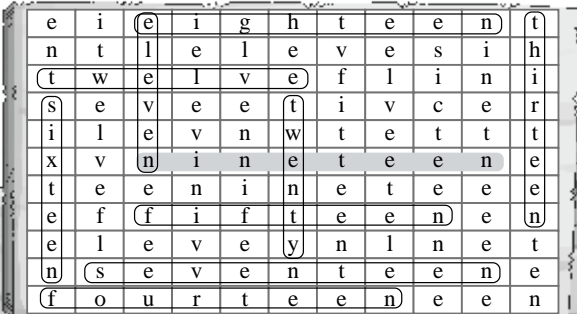 e i e i g h t e e n t
n t l e l e v e s i h
t w e l v e f l i n i
s e v e e t i v c e r
i l e v n w t e t t t
x v n i n e t e e n e
t e e n i n e t e e e
e f f i f t e e n e n
e l e v e y n l n e t
n s e v e n t e e n e
f o u r t e e n e e n